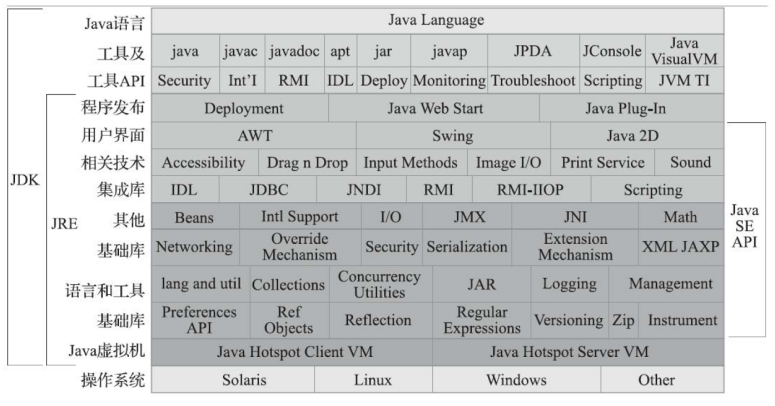 Java语言 Java Language
工具及 java javac javadoc apt jar javap JPDA JConsole Java VisualVM
工具API Security Int'I RMI IDL Deploy Monitoring Troubleshoot Scripting JVM TI
程序发布 Deployment Java Web Start Java Plug-In
用户界面 AWT Swing Java 2D
相关技术 Accessibility Drag n Drop Input Methods Image I/O Print Service Sound
集成库 IDL JDBC JNDI RMI RMI-IIOP Scripting
其他 Beans Intl Support I/O JMX JNI Math
基础库 Networking Override Mechanism Security Serialization Extension Mechanism XML JAXP
语言和工具 lang and util Collections Concurrency Utilities JAR Logging Management
基础库 Preferences API Ref Objects Reflection Regular Expressions Versioning Zip Instrument
Java虚拟机 Java Hotspot Client VM Java Hotspot Server VM
操作系统 Solaris Linux Windows Other
JDK
JRE
Java
SE
API